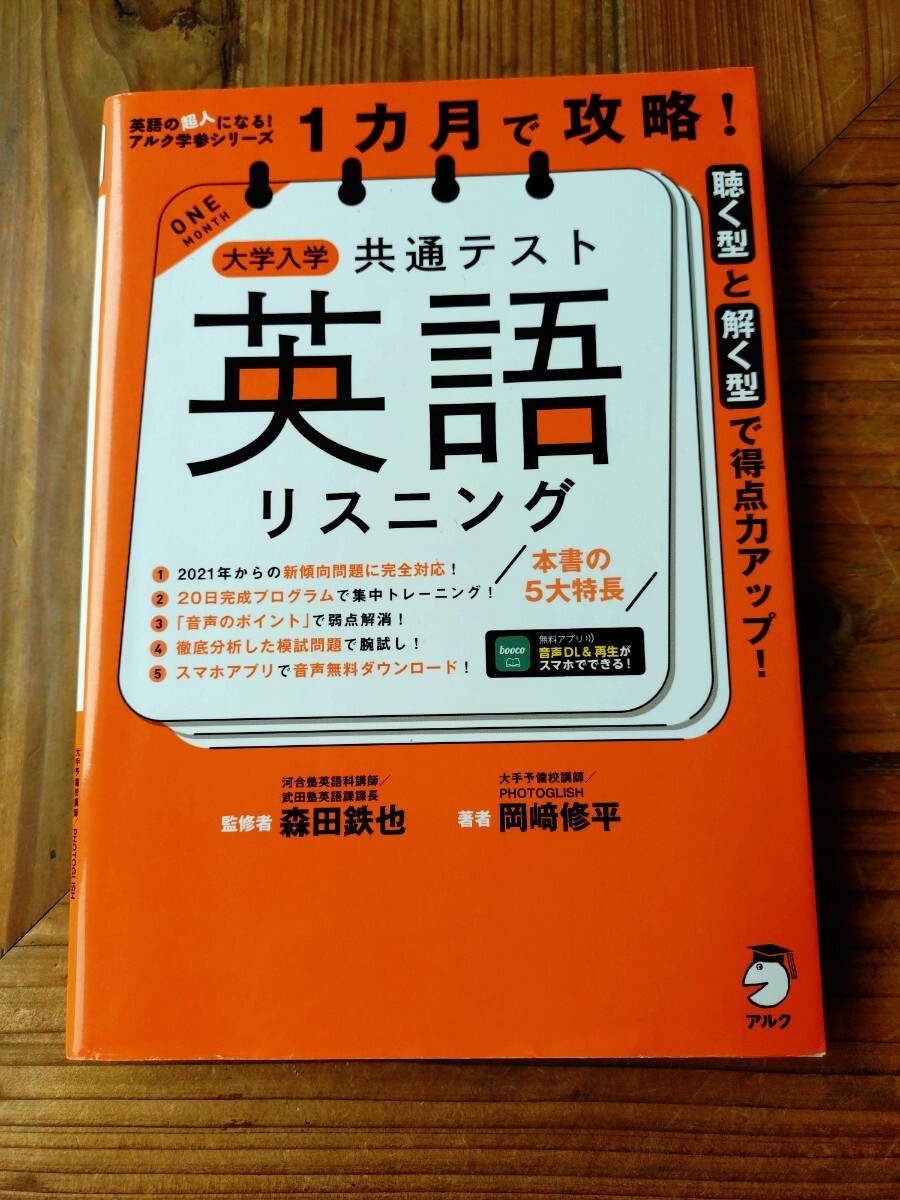 英語の超人になる!
アルク学参シリーズ
1カ月で攻略!
ONE
MONTH
大学入学 共通テスト
英語
リスニング
聴く型と解く型で得点力アップ!
本書の
5大特長
1 2021年からの新傾向問題に完全対応!
2 20日完成プログラムで集中トレーニング!
3 「音声のポイント」で弱点解消!
4 徹底分析した模試問題で腕試し!
5 スマホアプリで音声無料ダウンロード!
booco
無料アプリ
音声DL&再生が
スマホでできる!
河合塾英語科講師/
武田塾英語課課長
監修者 森田鉄也
大手予備校講師/
PHOTOGLISH
著者 岡﨑修平
アルク
大手予備校講師/PHOTOGLISH